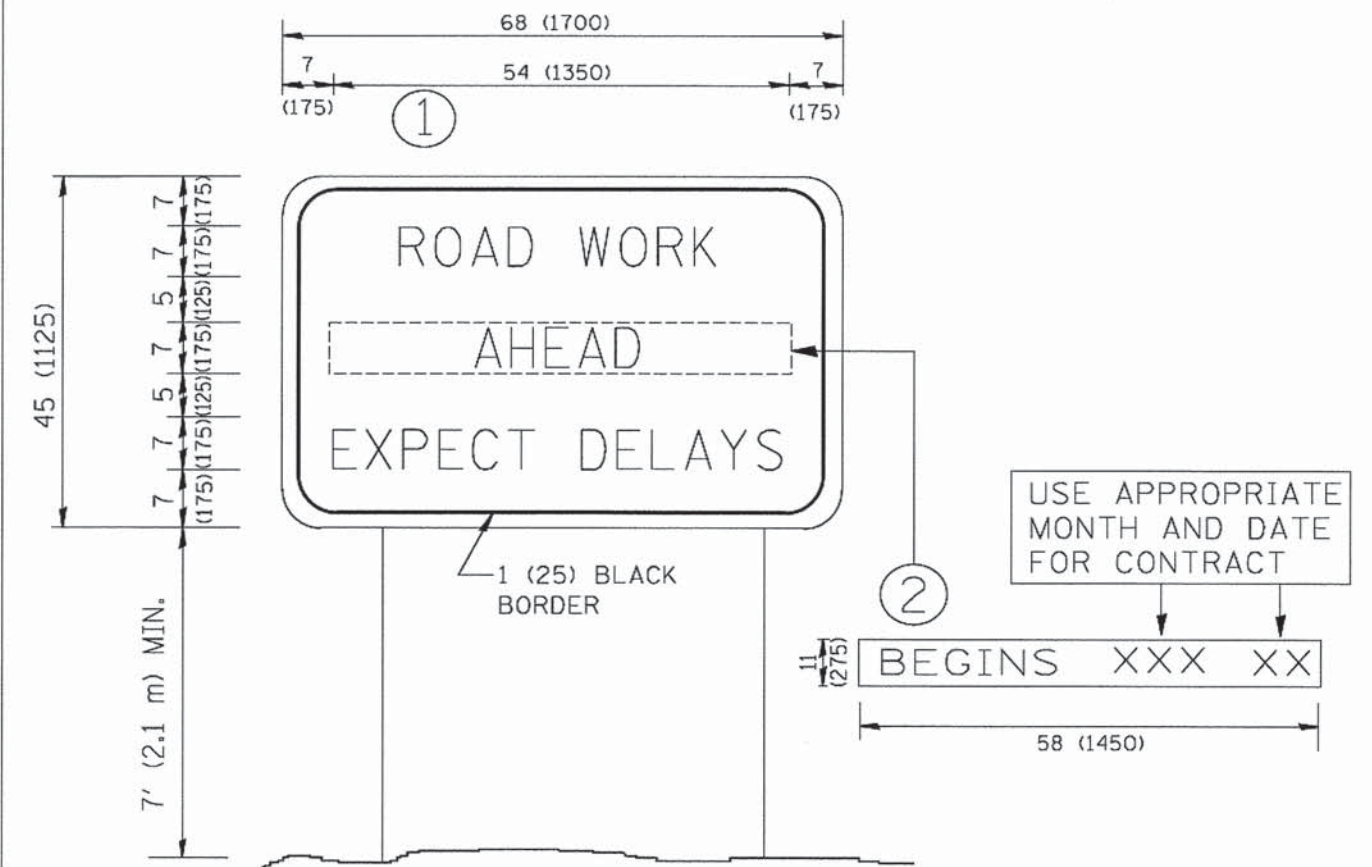 68 (1700)
7
54 (1350)
7
(175)
(175)
1
45 (1125)
7 (175)
7 (175)
5 (125)
7 (175)
5 (125)
7 (175)
7 (175)
ROAD WORK
AHEAD
EXPECT DELAYS
1 (25) BLACK
BORDER
7' (2.1 m) MIN.
USE APPROPRIATE
MONTH AND DATE
FOR CONTRACT
2
11
(275)
BEGINS XXX XX
58 (1450)